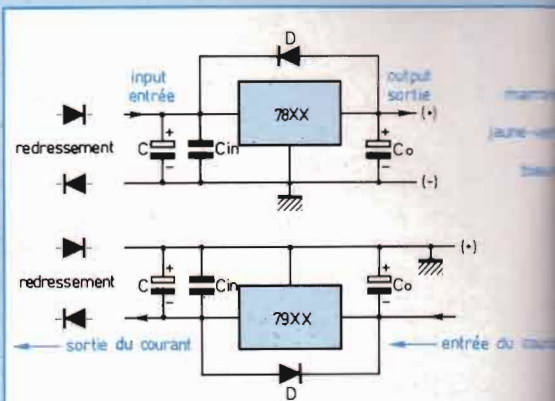 D
input
entrée
output
sortie
78XX
(+)
redressement
+
C
-
Cin
+
Co
-
(-)
(+)
redressement
+
C
-
Cin
+
Co
-
79XX
sortie du courant
entrée du
D